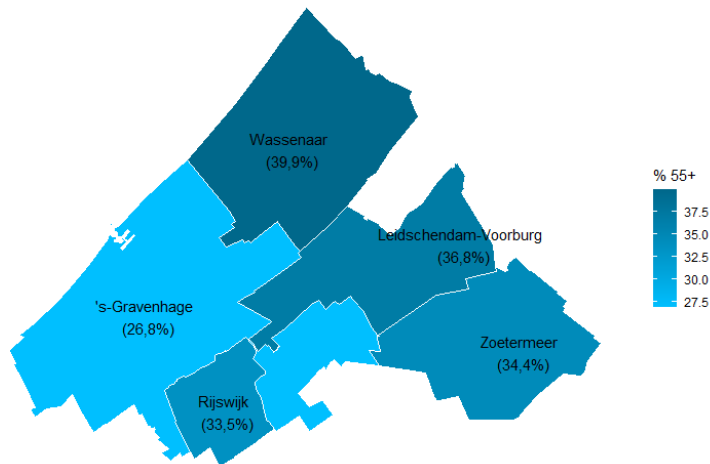 Wassenaar
(39,9%)
Leidschendam-Voorburg
(36,8%)
's-Gravenhage
(26,8%)
Zoetermeer
(34,4%)
Rijswijk
(33,5%)
% 55+
37.5
35.0
32.5
30.0
27.5